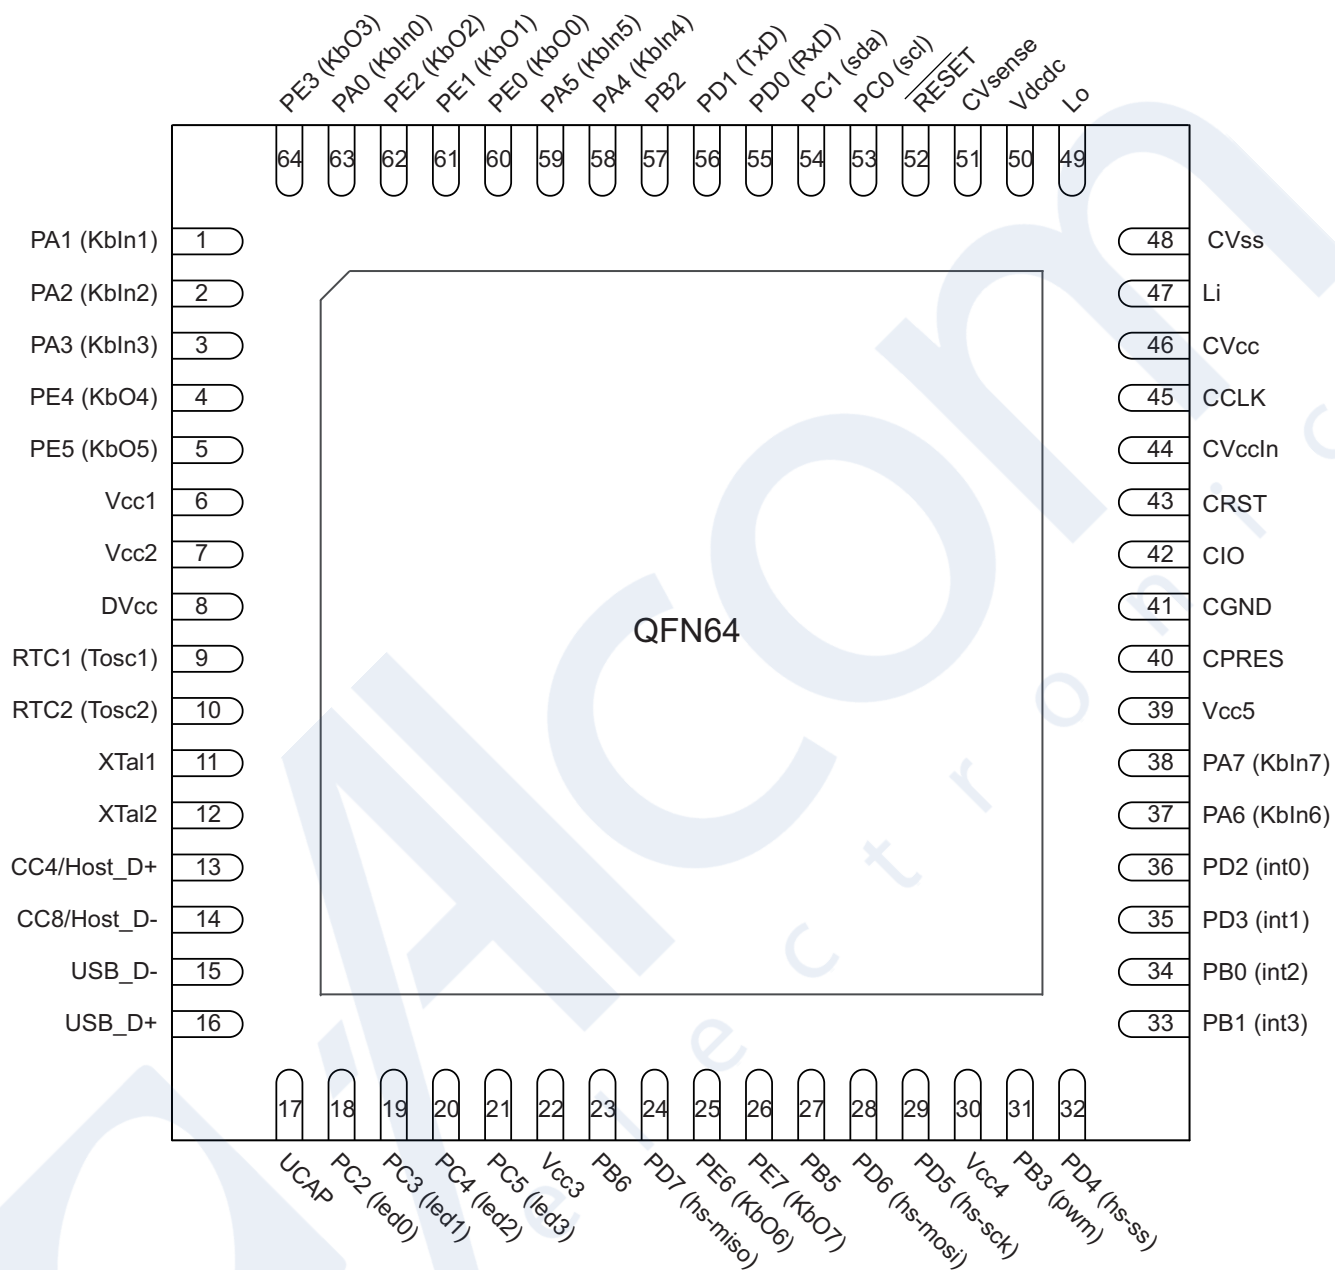 PE3 (KbO3)
PA0 (KbIn0)
PE2 (KbO2)
PE1 (KbO1)
PE0 (KbO0)
PA5 (KbIn5)
PA4 (KbIn4)
PB2
PD1 (TxD)
PD0 (RxD)
PC1 (sda)
PC0 (scl)
RESET
CVsense
Vdcdc
Lo
64 63 62 61 60 59 58 57 56 55 54 53 52 51 50 49
PA1 (KbIn1) 1
PA2 (KbIn2) 2
PA3 (KbIn3) 3
PE4 (KbO4) 4
PE5 (KbO5) 5
Vcc1 6
Vcc2 7
DVcc 8
RTC1 (Tosc1) 9
RTC2 (Tosc2) 10
XTal1 11
XTal2 12
CC4/Host_D+ 13
CC8/Host_D- 14
USB_D- 15
USB_D+ 16
QFN64
48 CVss
47 Li
46 CVcc
45 CCLK
44 CVccIn
43 CRST
42 CIO
41 CGND
40 CPRES
39 Vcc5
38 PA7 (KbIn7)
37 PA6 (KbIn6)
36 PD2 (int0)
35 PD3 (int1)
34 PB0 (int2)
33 PB1 (int3)
17 18 19 20 21 22 23 24 25 26 27 28 29 30 31 32
UCAP
PC2 (led0)
PC3 (led1)
PC4 (led2)
PC5 (led3)
Vcc3
PB6
PD7 (hs-miso)
PE6 (KbO6)
PE7 (KbO7)
PB5
PD6 (hs-mosi)
PD5 (hs-sck)
Vcc4
PB3 (pwm)
PD4 (hs-ss)
Alcom
electronic